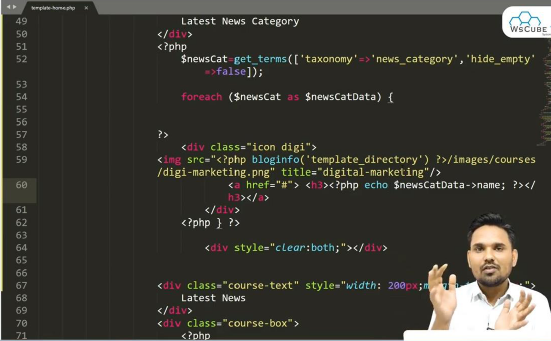 template-home.php
WsCube
49 Latest News Category
50 </div>
51 <?php
52 $newsCat=get_terms(['taxonomy'=>'news_category','hide_empty'
=>false]);
53
54 foreach ($newsCat as $newsCatData) {
55
56
57 ?>
58 <div class="icon digi">
59 <img src="<?php bloginfo('template_directory') ?>/images/courses
/digi-marketing.png" title="digital-marketing"/>
60 <a href="#"> <h3><?php echo $newsCatData->name; ?></
h3></a>
61 </div>
62 <?php } ?>
63
64 <div style="clear:both;"></div>
65
66
67 <div class="course-text" style="width: 200px;
68 Latest News
69 </div>
70 <div class="course-box">
71 <?php